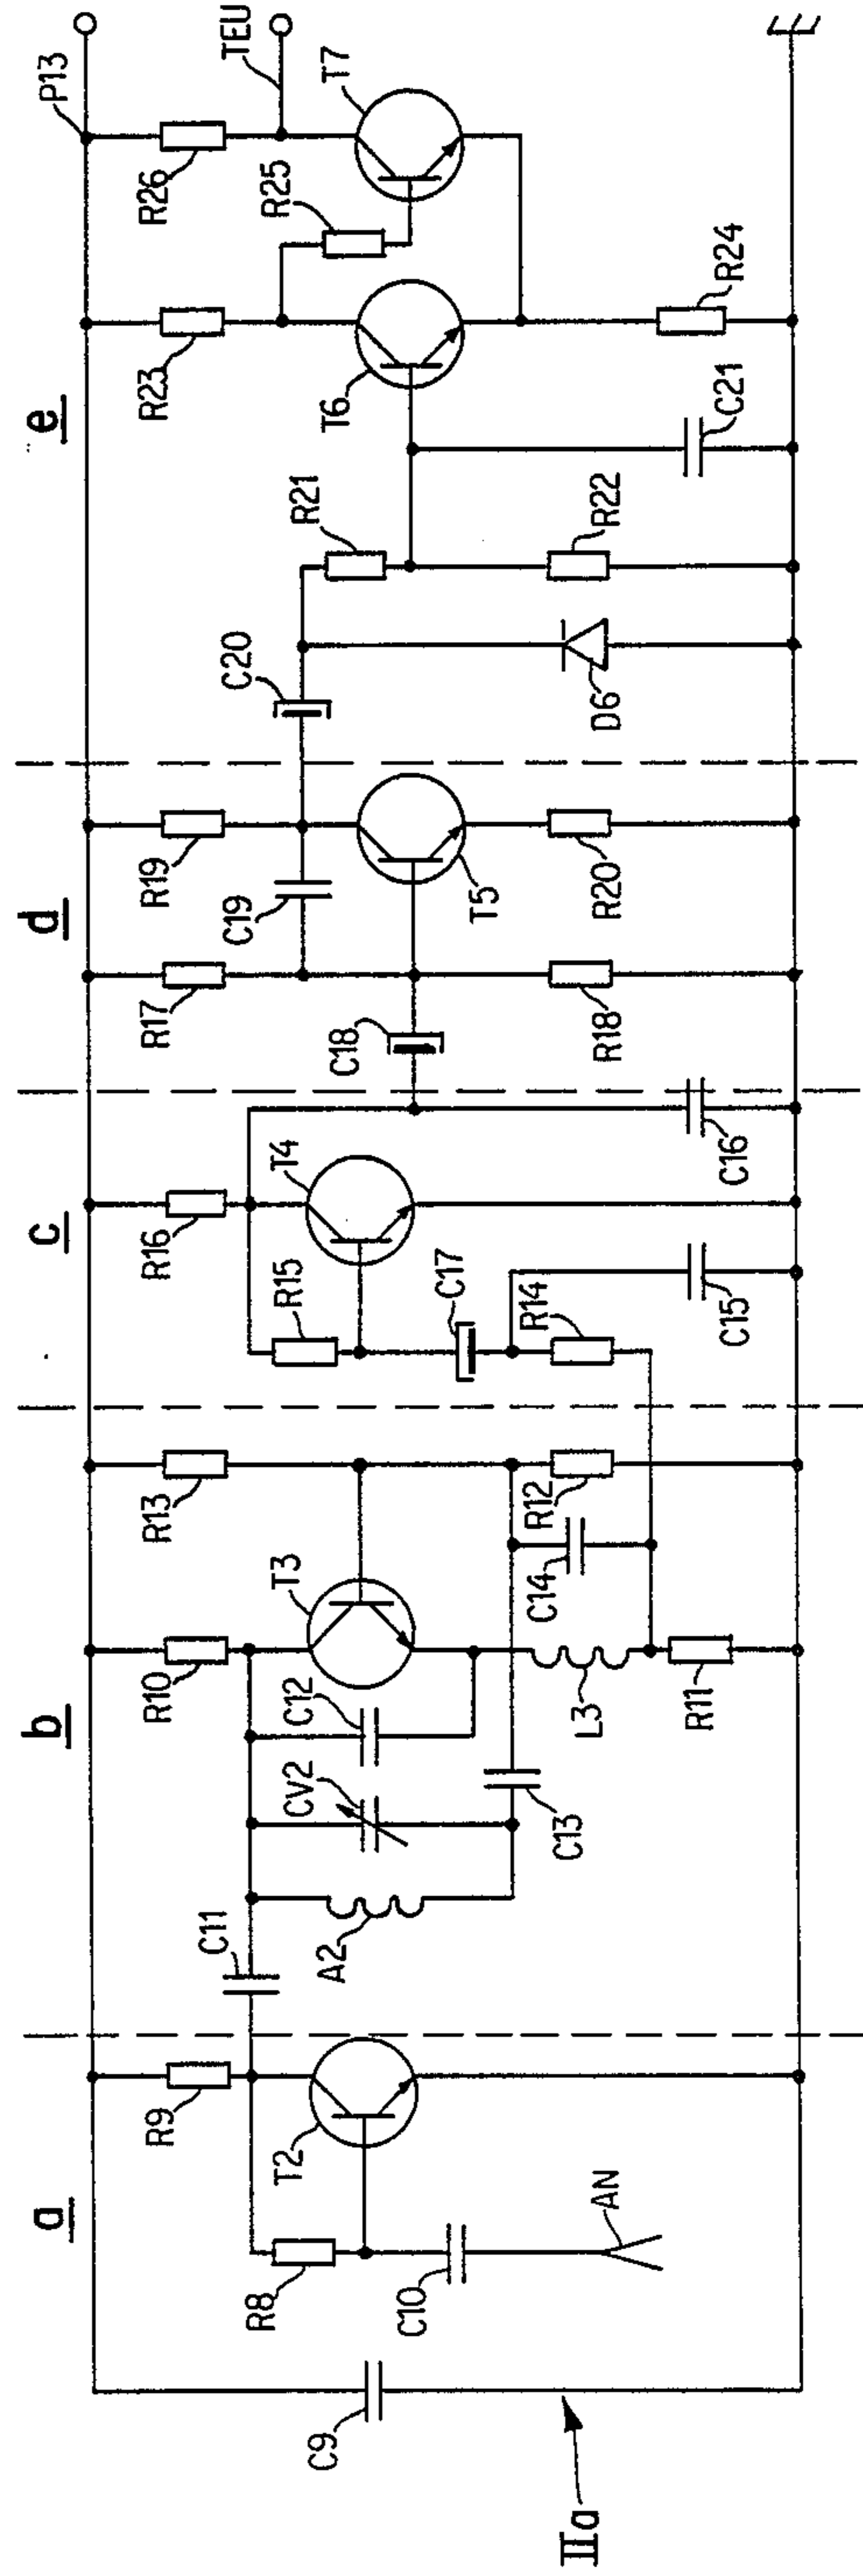 a
b
c
d
e
P13
R9
R10
R13
R16
R17
R19
R23
R26
TEU
C11
R8
T2
A2
CV2
C12
T3
R15
T4
C18
C19
C20
R21
T6
R25
T7
C9
C10
AN
C13
L3
C14
R12
R11
C17
R14
C15
C16
R18
T5
R20
D6
R22
C21
R24
IIa